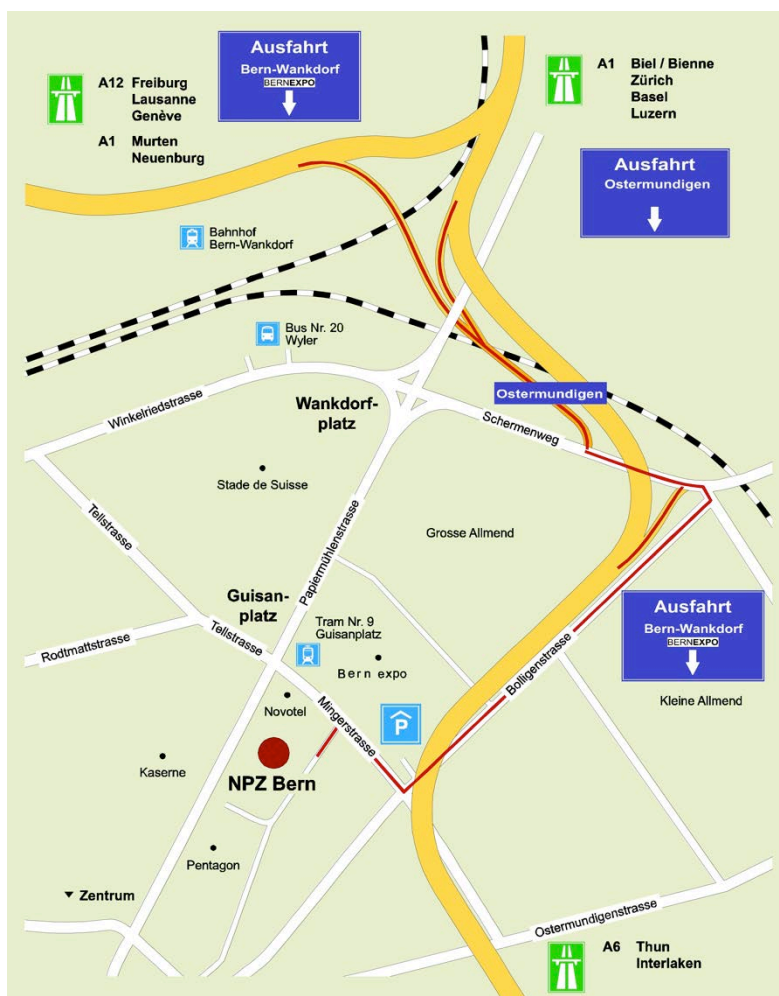 Ausfahrt
Bern-Wankdorf
BERNEXPO
A12 Freiburg
Lausanne
Genève
A1 Murten
Neuenburg
A1 Biel / Bienne
Zürich
Basel
Luzern
Ausfahrt
Ostermundigen
Bahnhof
Bern-Wankdorf
Bus Nr. 20
Wyler
Ostermundigen
Wankdorf-
platz
Winkelriedstrasse
Schermenweg
Stade de Suisse
Tellstrasse
Papiermühlenstrasse
Grosse Allmend
Guisan-
platz
Tram Nr. 9
Guisanplatz
Ausfahrt
Bern-Wankdorf
BERNEXPO
Rodtmattstrasse
Tellstrasse
Bern expo
Bolligenstrasse
Kleine Allmend
Novotel
Mingerstrasse
P
Kaserne
NPZ Bern
Pentagon
Zentrum
Ostermundigenstrasse
A6 Thun
Interlaken